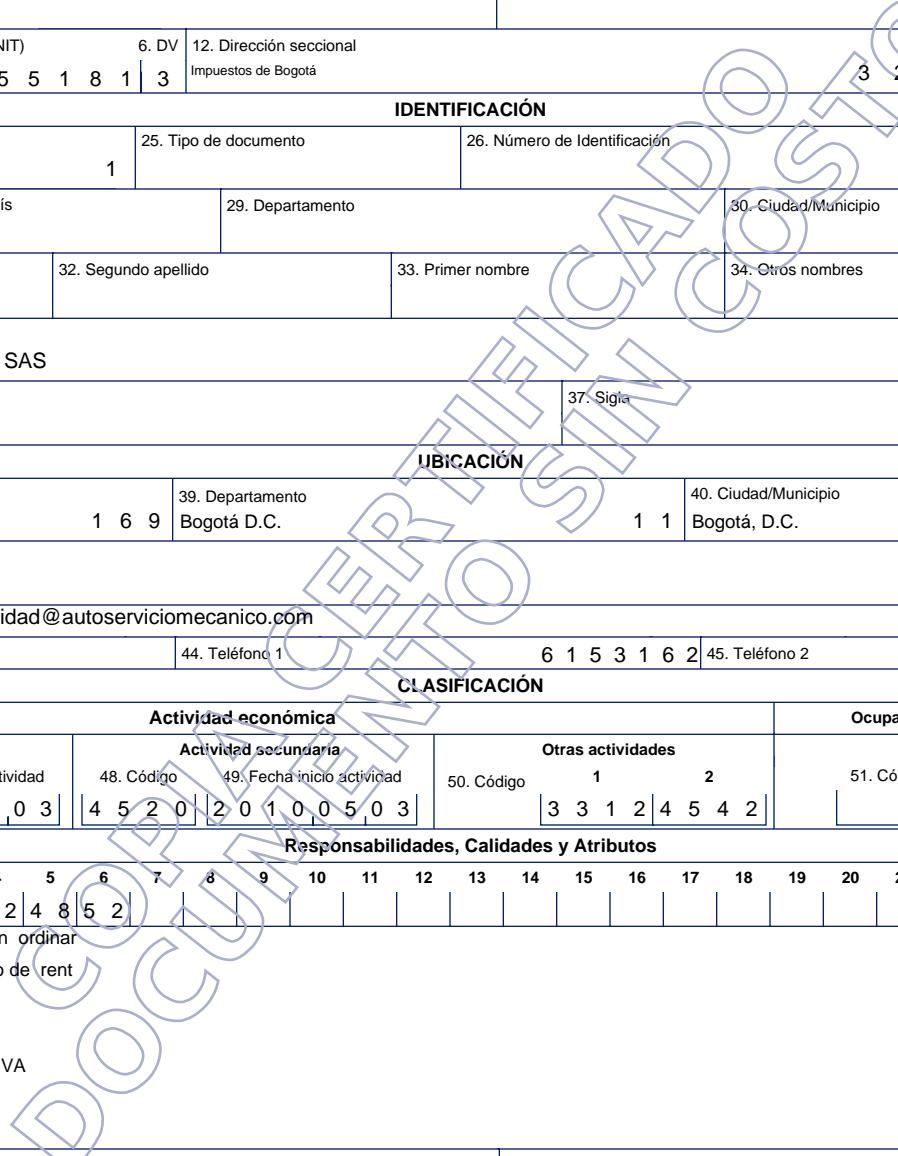 NIT) 6. DV 12. Dirección seccional
5 5 1 8 1 3 Impuestos de Bogotá 3 2
IDENTIFICACIÓN
25. Tipo de documento 26. Número de Identificación
1
ís 29. Departamento 30. Ciudad/Municipio
32. Segundo apellido 33. Primer nombre 34. Otros nombres
SAS
37. Sigla
UBICACIÓN
39. Departamento 40. Ciudad/Municipio
1 6 9 Bogotá D.C. 1 1 Bogotá, D.C.
idad@autoserviciomecanico.com
44. Teléfono 1 6 1 5 3 1 6 2 45. Teléfono 2
CLASIFICACIÓN
Actividad económica Ocupa
Actividad secundaria Otras actividades
tividad 48. Código 49. Fecha inicio actividad 50. Código 1 2 51. Có
0 3 4 5 2 0 2 0 1 0 0 5 0 3 3 3 1 2 4 5 4 2
Responsabilidades, Calidades y Atributos
5 6 7 8 9 10 11 12 13 14 15 16 17 18 19 20
2 4 8 5 2
n ordinar
o de rent
VA
COPIA CERTIFICADO
DOCUMENTO SIN COSTO